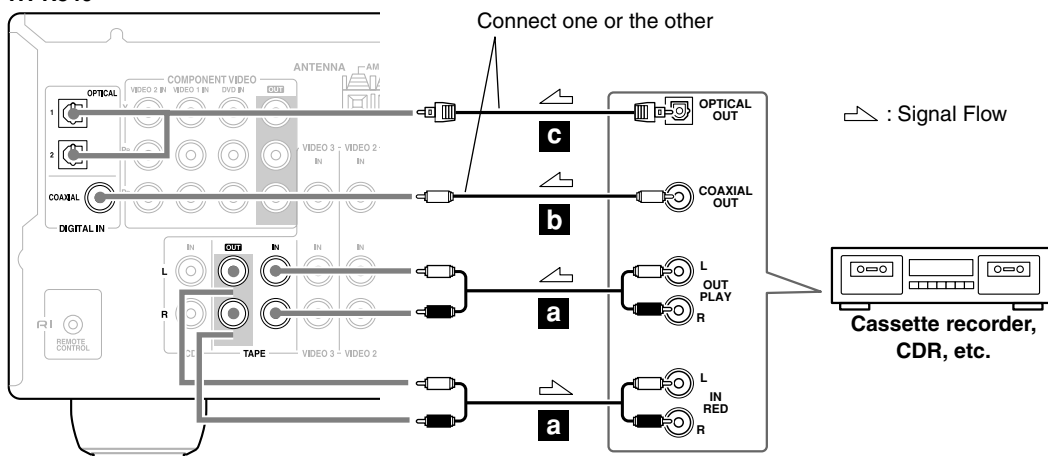 Connect one or the other
ANTENNA
AM
COMPONENT VIDEO
OPTICAL
VIDEO 2 IN VIDEO 1 IN DVD IN OUT
1
2
COAXIAL
DIGITAL IN
VIDEO 3 VIDEO 2
IN IN
IN OUT IN IN IN
L
R
TAPE VIDEO 3 VIDEO 2
RI
REMOTE
CONTROL
c
OPTICAL
OUT
: Signal Flow
b
COAXIAL
OUT
a
L
OUT
PLAY
R
Cassette recorder,
CDR, etc.
a
L
IN
RED
R